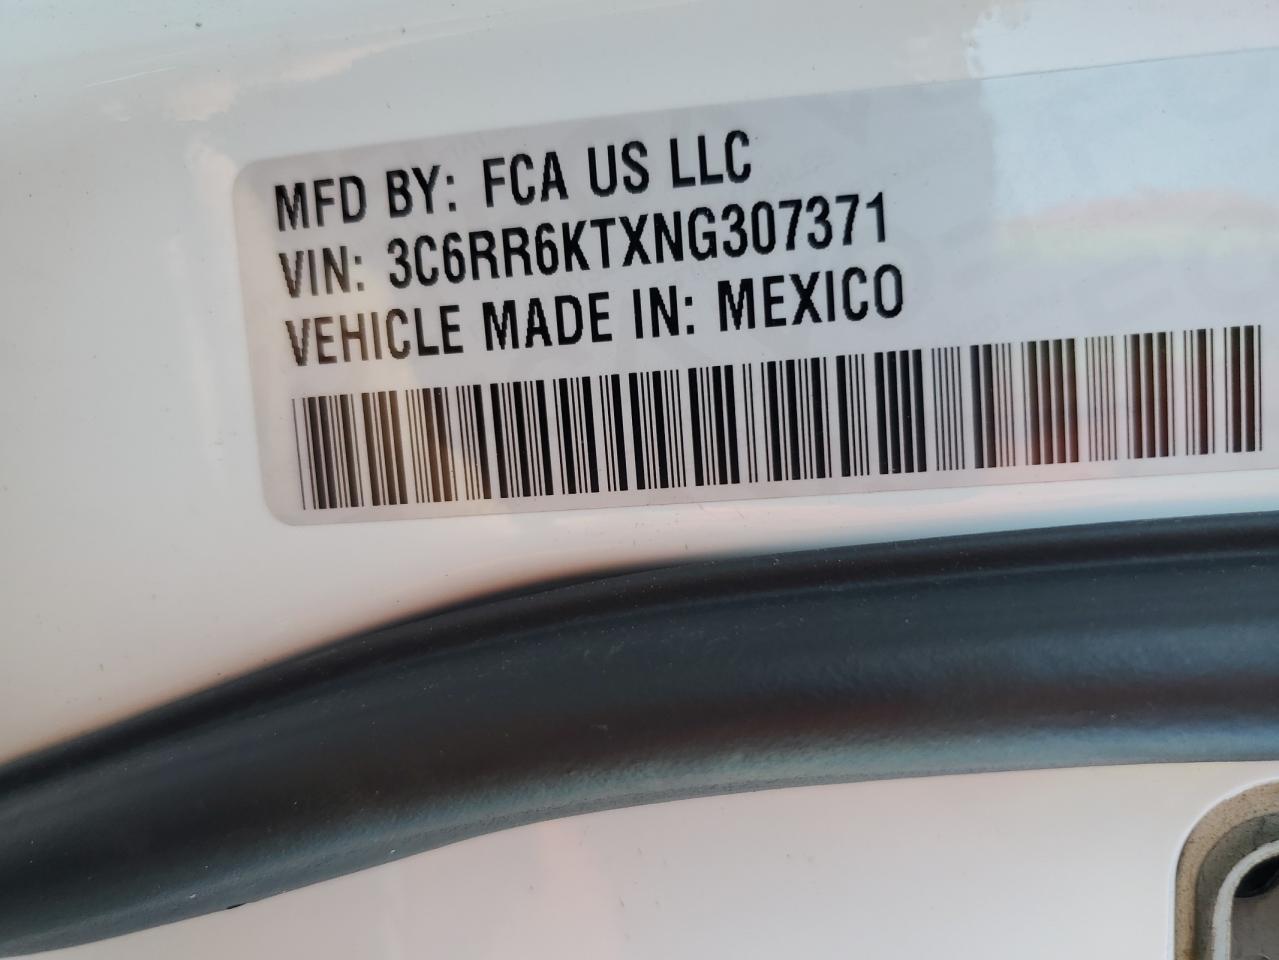 MFD BY: FCA US LLC
VIN: 3C6RR6KTXNG307371
VEHICLE MADE IN: MEXICO